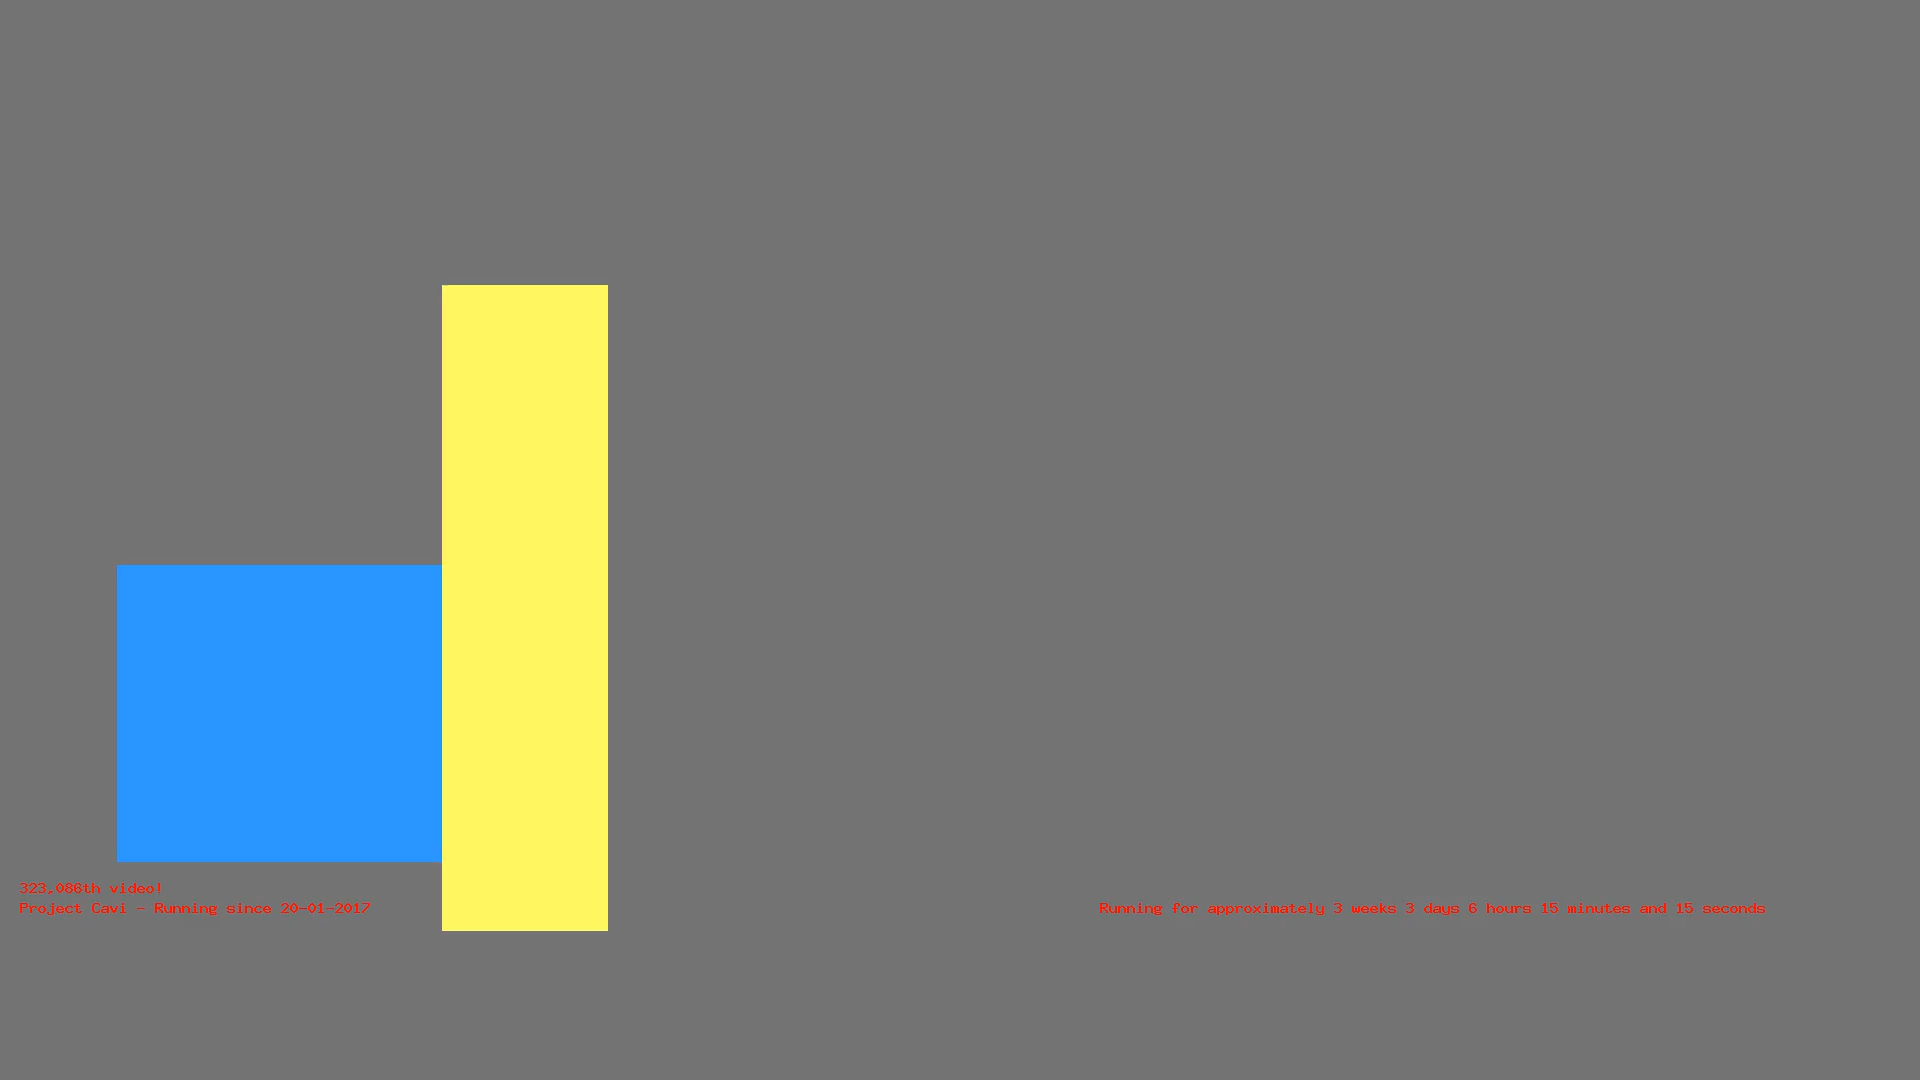 323,086th video!
Project Cavi - Running since 20-01-2017
Running for approximately 3 weeks 3 days 6 hours 15 minutes and 15 seconds